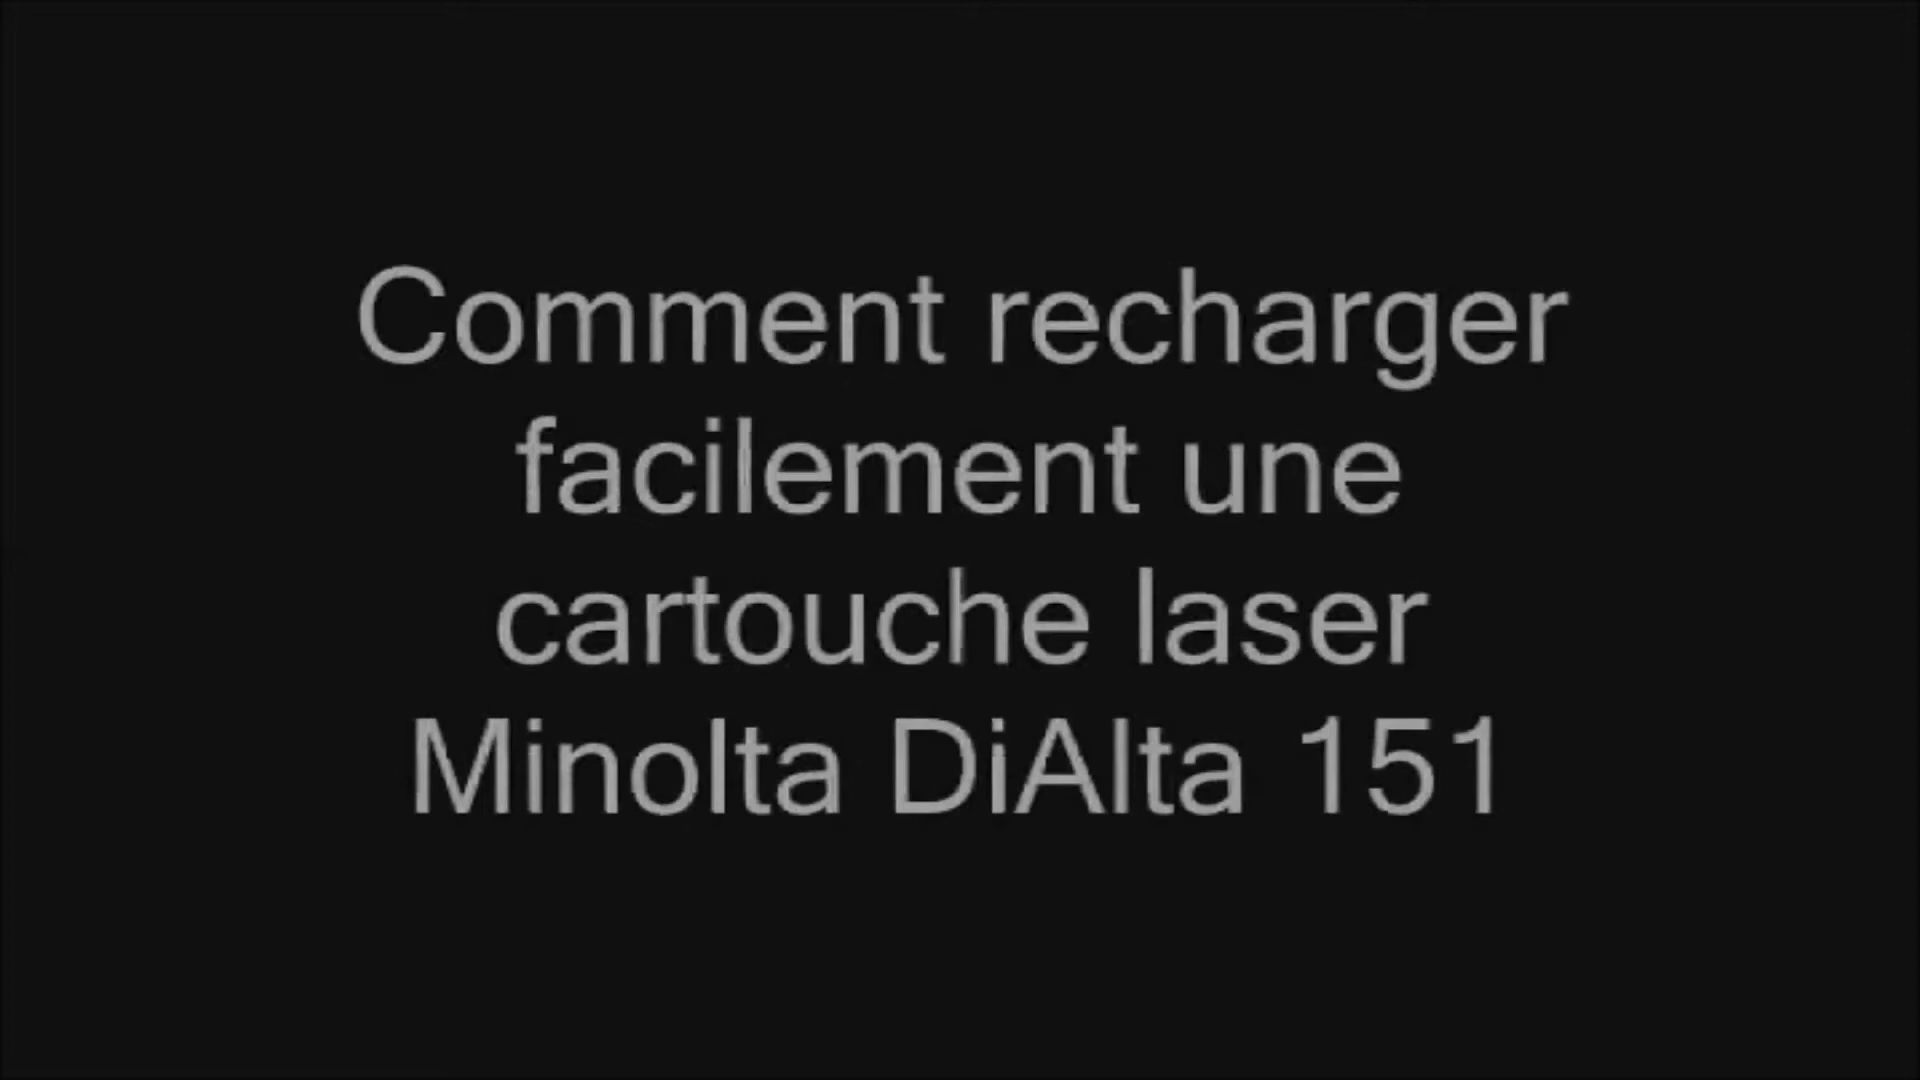 Comment recharger
facilement une
cartouche laser
Minolta DiAlta 151